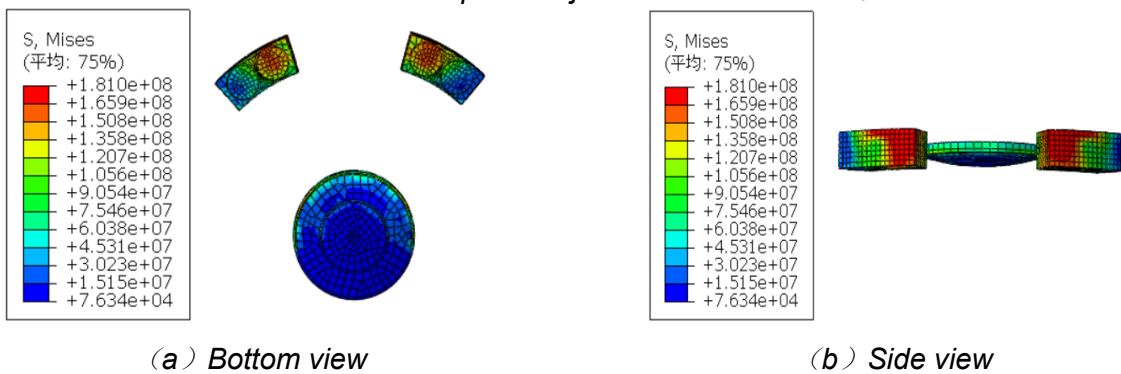 S, Mises
(平均: 75%)
+1.810e+08
+1.659e+08
+1.508e+08
+1.358e+08
+1.207e+08
+1.056e+08
+9.054e+07
+7.546e+07
+6.038e+07
+4.531e+07
+3.023e+07
+1.515e+07
+7.634e+04
S, Mises
(平均: 75%)
+1.810e+08
+1.659e+08
+1.508e+08
+1.358e+08
+1.207e+08
+1.056e+08
+9.054e+07
+7.546e+07
+6.038e+07
+4.531e+07
+3.023e+07
+1.515e+07
+7.634e+04
（a）Bottom view
（b）Side view